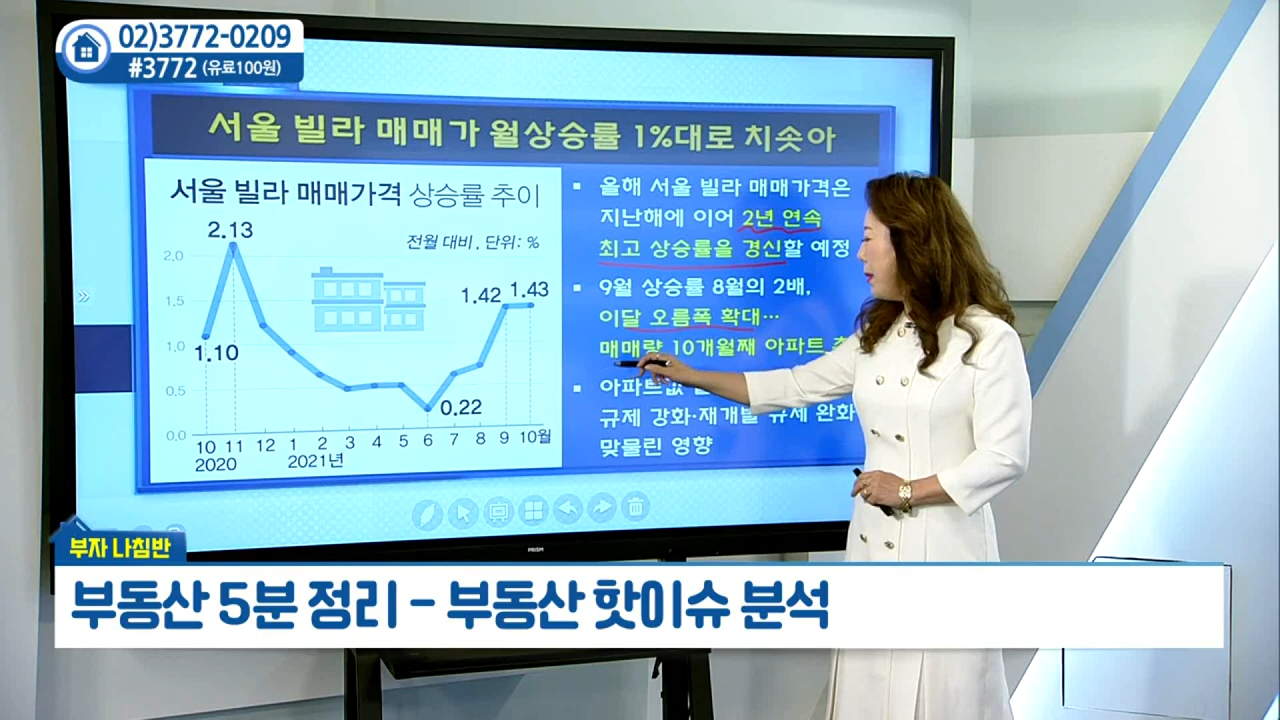 02)3772-0209
#3772 (유료100원)
서울 빌라 매매가 월상승률 1%대로 치솟아
서울 빌라 매매가격 상승률 추이
전월 대비, 단위: %
2.13
2.0
1.5
1.42 1.43
1.0
1.10
0.5
0.22
0.0
10 11 12 1 2 3 4 5 6 7 8 9 10월
2020 2021년
▪ 올해 서울 빌라 매매가격은
지난해에 이어 2년 연속
최고 상승률을 경신할 예정
▪ 9월 상승률 8월의 2배,
이달 오름폭 확대…
매매량 10개월째 아파트
▪ 아파트값
규제 강화·재개발 규제 완화
맞물린 영향
PRISM
부자 나침반
부동산 5분 정리 - 부동산 핫이슈 분석